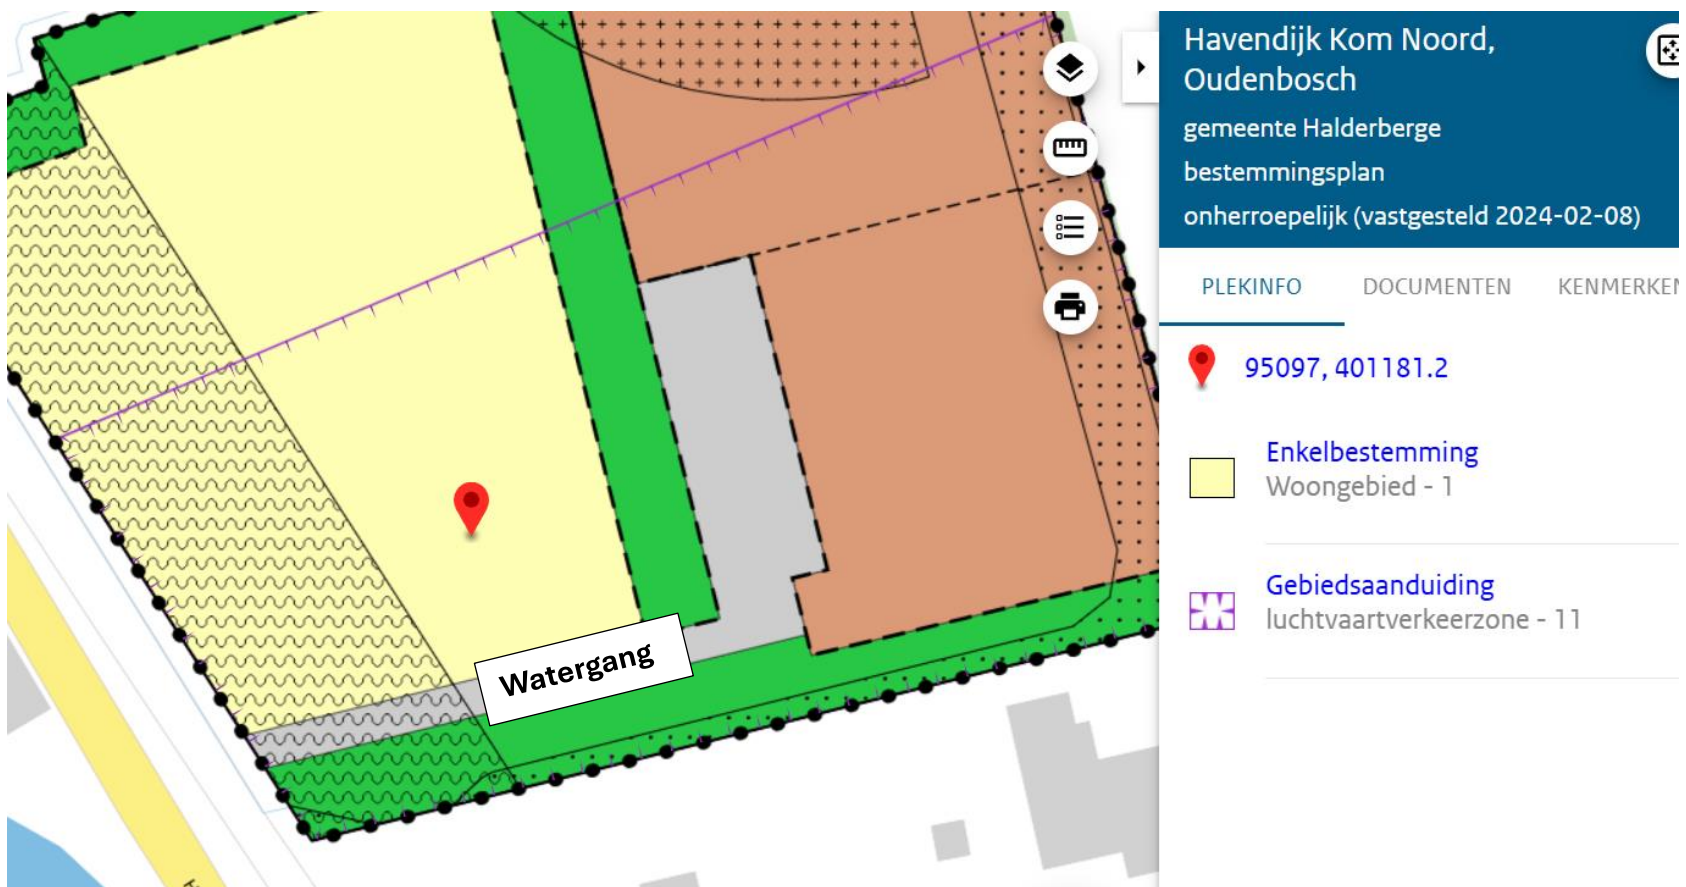 Havendijk Kom Noord,
Oudenbosch
gemeente Halderberge
bestemmingsplan
onherroepelijk (vastgesteld 2024-02-08)
PLEKINFO DOCUMENTEN KENMERKEN
95097, 401181.2
Enkelbestemming
Woongebied - 1
Gebiedsaanduiding
luchtvaartverkeerzone - 11
Watergang